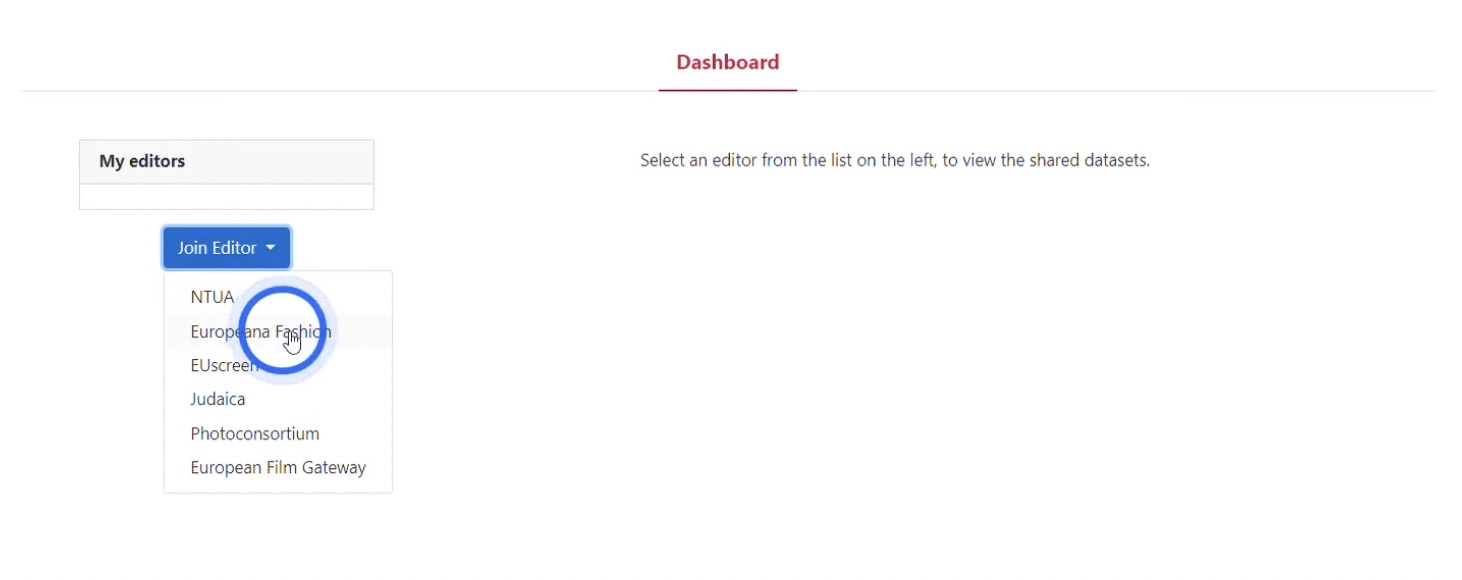 Dashboard
My editors
Select an editor from the list on the left, to view the shared datasets.
Join Editor
NTUA
Europeana Fashion
EUscreen
Judaica
Photoconsortium
European Film Gateway